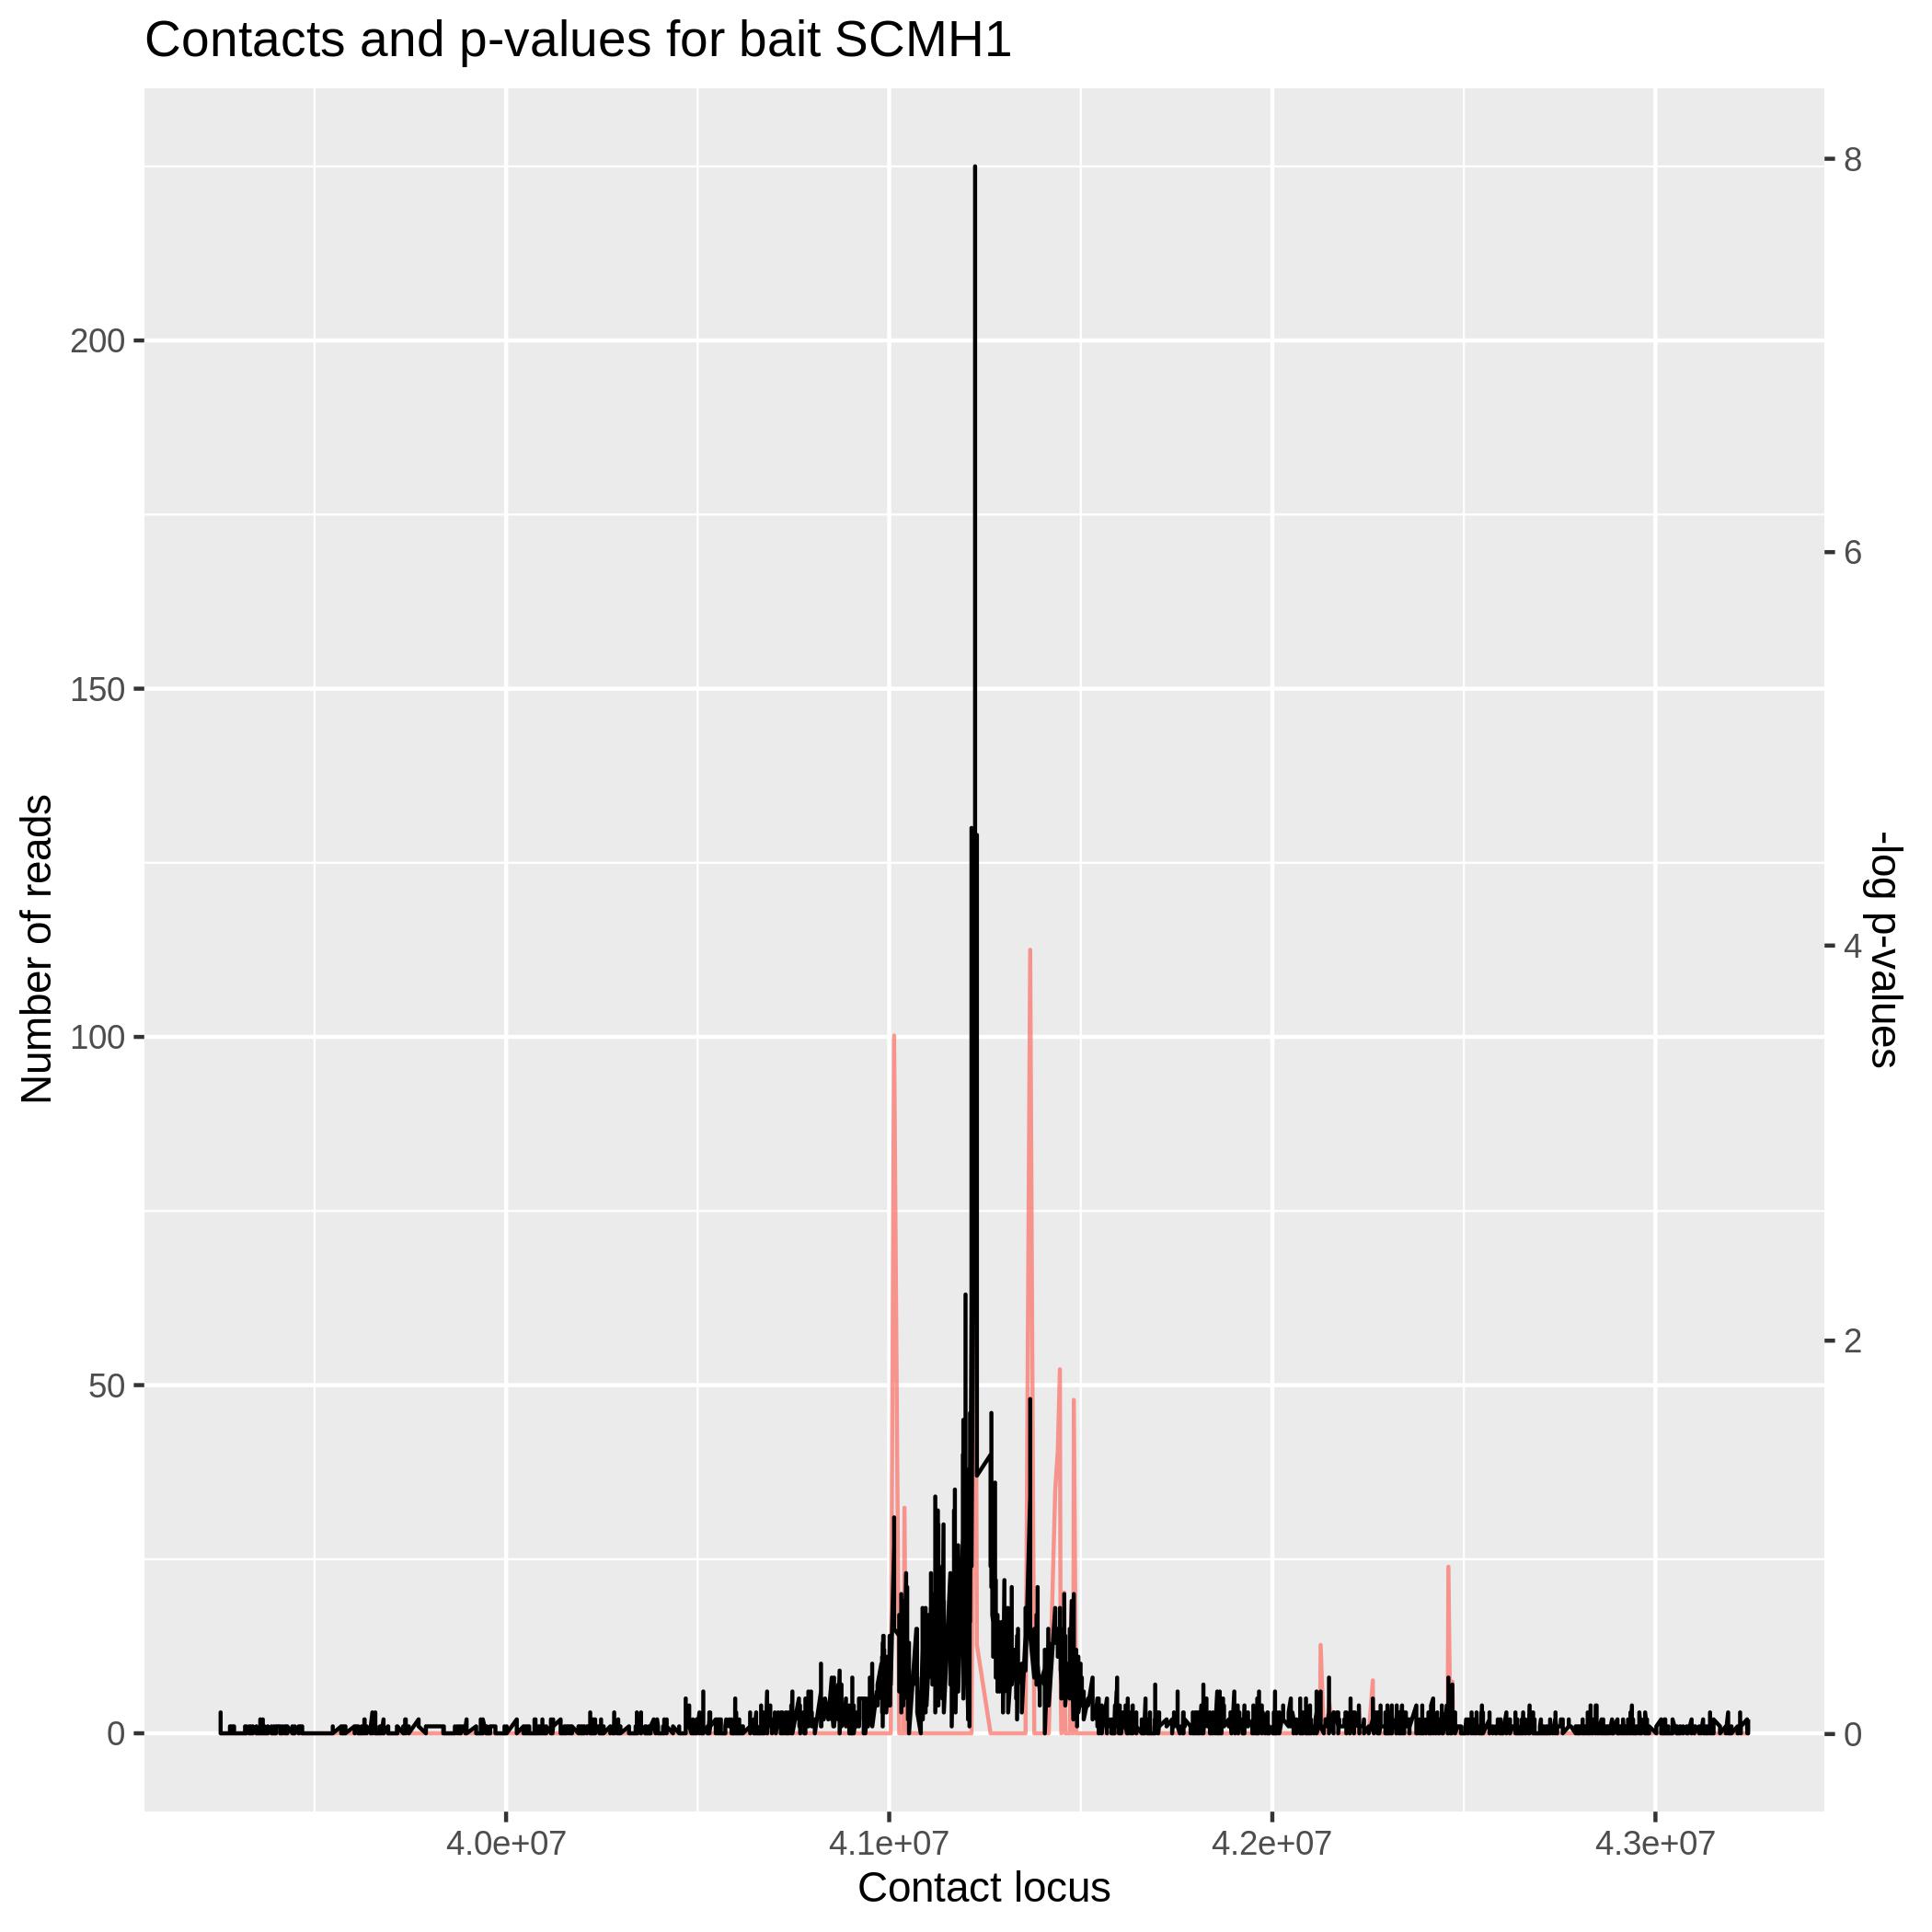 Contacts and p-values for bait SCMH1
Number of reads
200
150
100
50
0
8
6
4
2
0
-log p-values
4.0e+07
4.1e+07
4.2e+07
4.3e+07
Contact locus